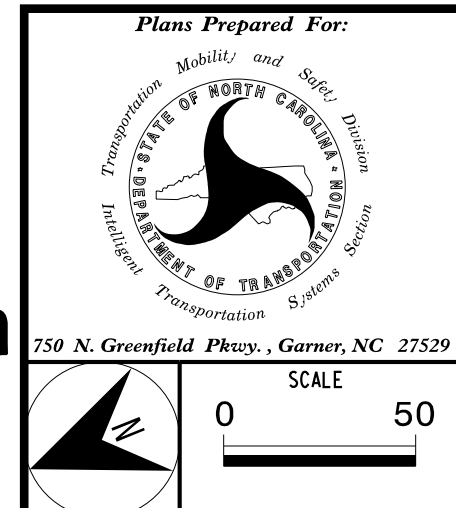 Plans Prepared For:
Transportation Mobility and Safety Division
STATE OF NORTH CAROLINA
DEPARTMENT OF TRANSPORTATION
Intelligent Transportation Systems Section
750 N. Greenfield Pkwy. , Garner, NC 27529
N
SCALE
0 50